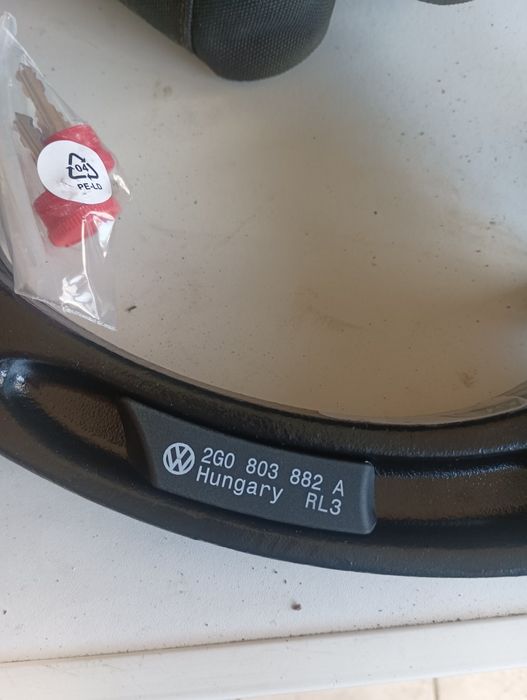 04
PE-LD
2G0 803 882 A
Hungary RL3